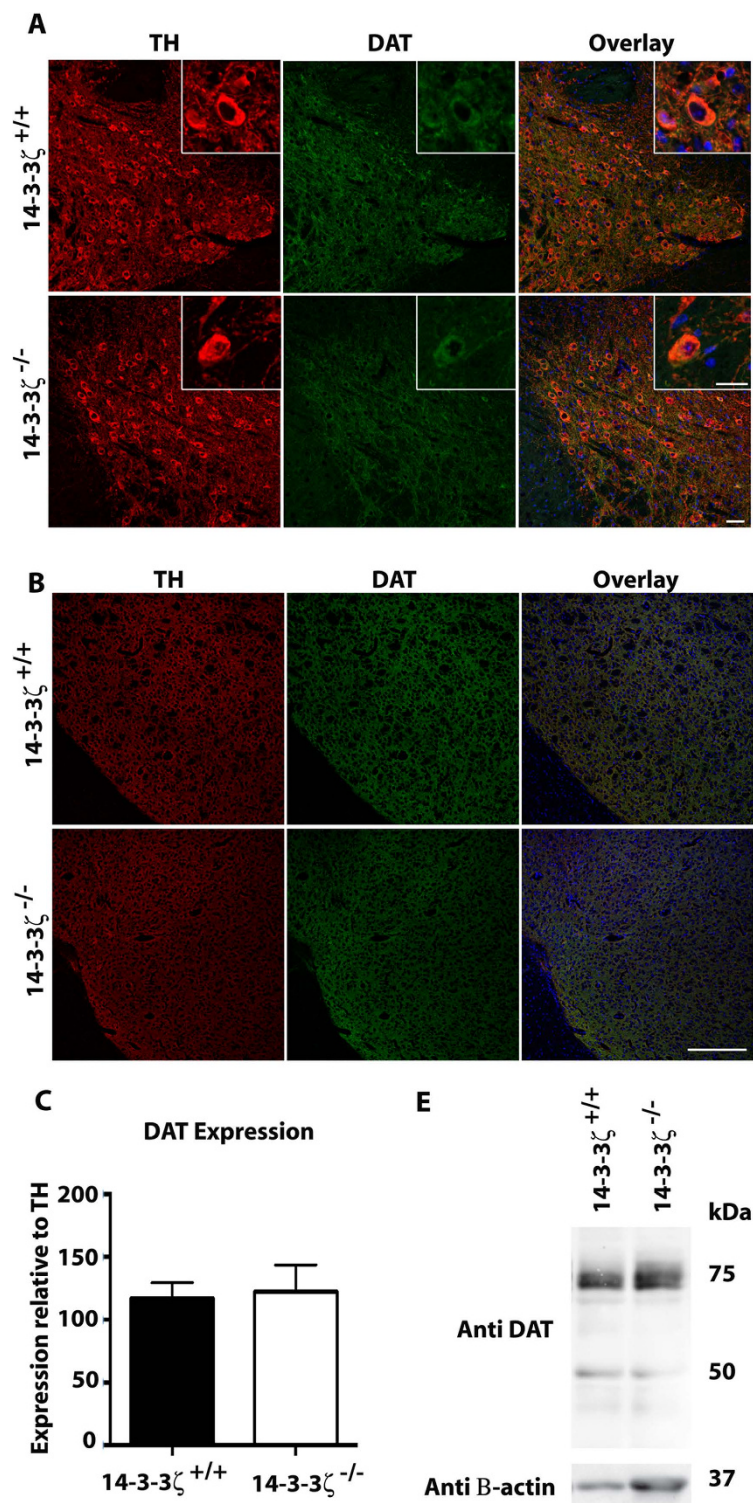 A
TH DAT Overlay
14-3-3ζ +/+
14-3-3ζ -/-
B
TH DAT Overlay
14-3-3ζ +/+
14-3-3ζ -/-
C
DAT Expression
Expression relative to TH
200
150
100
50
0
14-3-3ζ +/+ 14-3-3ζ -/-
E
14-3-3ζ +/+ 14-3-3ζ -/-
kDa
75
Anti DAT
50
Anti B-actin 37